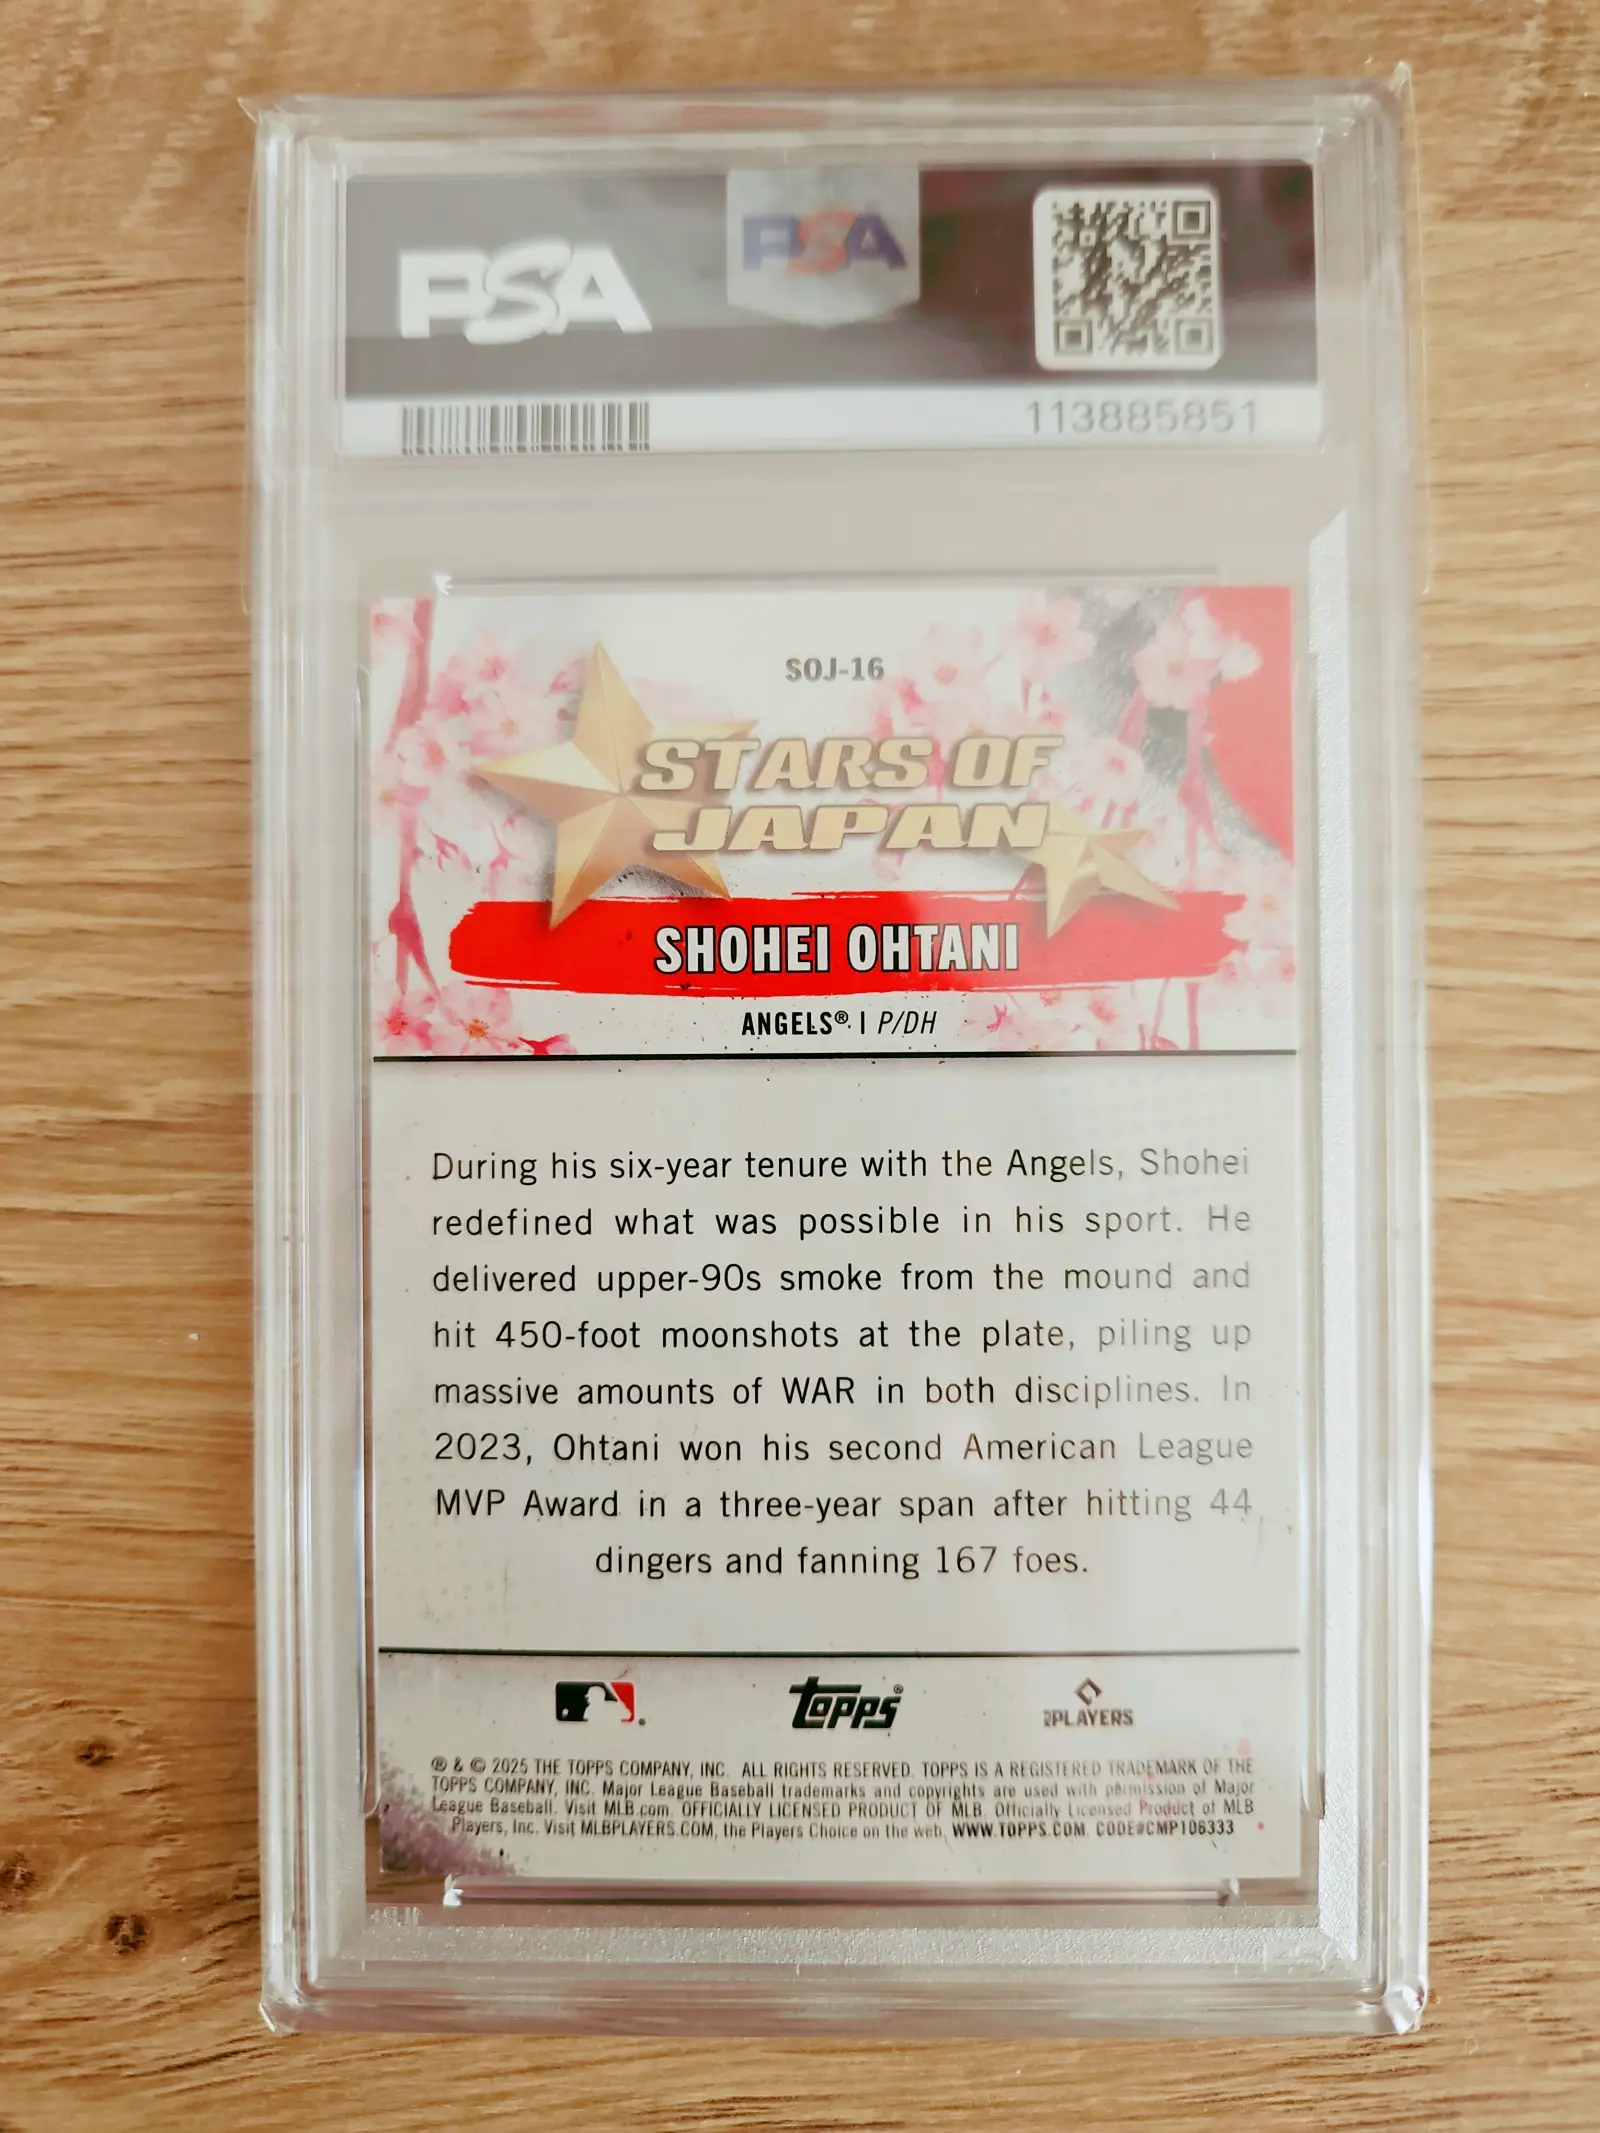 PSA
PSA
113885851
SOJ-16
STARS OF
JAPAN
SHOHEI OHTANI
ANGELS® | P/DH
During his six-year tenure with the Angels, Shohei
redefined what was possible in his sport. He
delivered upper-90s smoke from the mound and
hit 450-foot moonshots at the plate, piling up
massive amounts of WAR in both disciplines. In
2023, Ohtani won his second American League
MVP Award in a three-year span after hitting 44
dingers and fanning 167 foes.
topps®
PLAYERS
® & © 2025 THE TOPPS COMPANY, INC. ALL RIGHTS RESERVED. TOPPS IS A REGISTERED TRADEMARK OF THE
TOPPS COMPANY, INC. Major League Baseball trademarks and copyrights are used with permission of Major
League Baseball. Visit MLB.com. OFFICIALLY LICENSED PRODUCT OF MLB. Officially Licensed Product of MLB
Players, Inc. Visit MLBPLAYERS.COM, the Players Choice on the web. WWW.TOPPS.COM. CODE#CMP106333